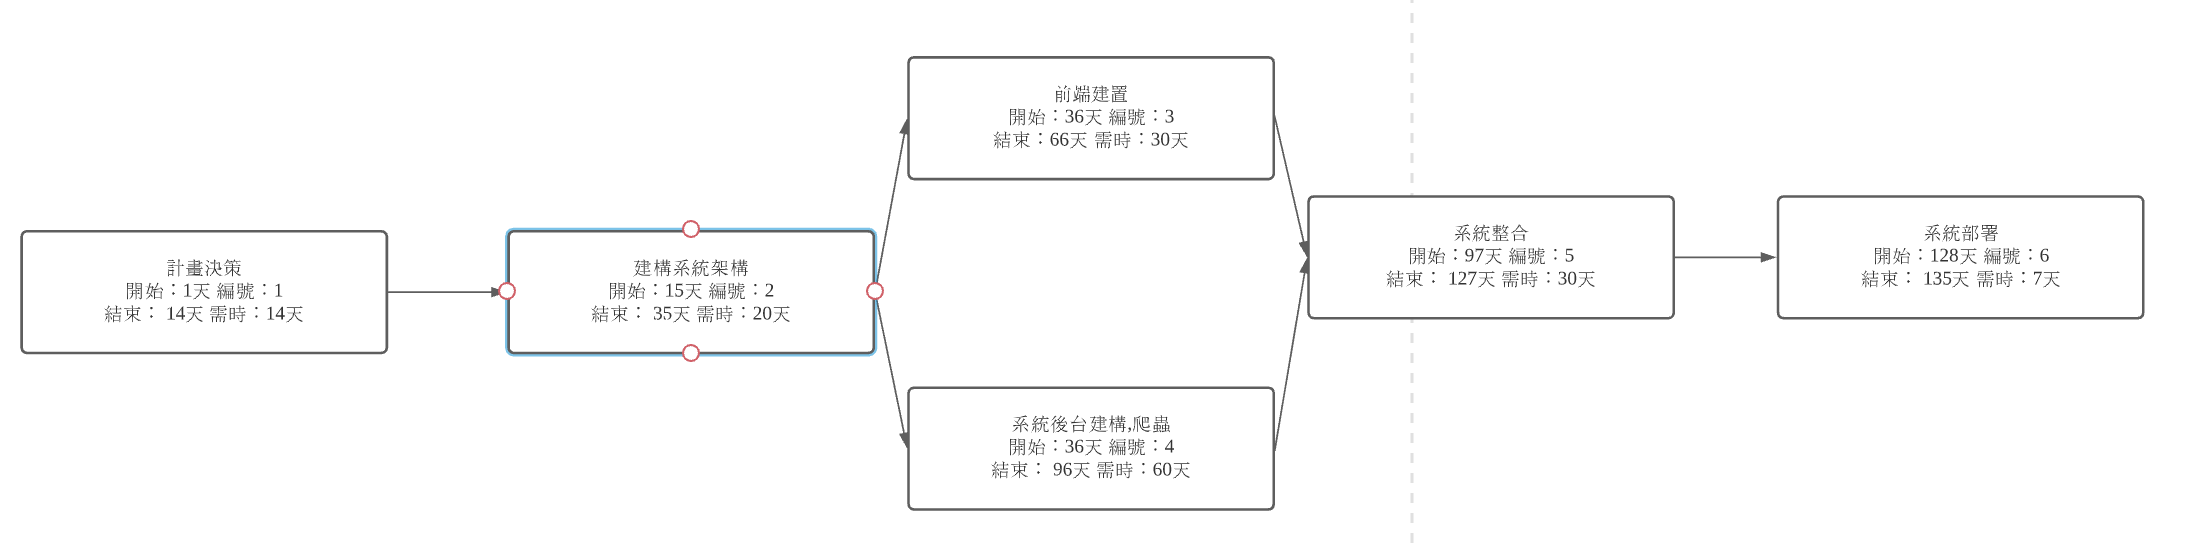 計畫決策
開始：1天 編號：1
結束： 14天 需時：14天
建構系統架構
開始：15天 編號：2
結束： 35天 需時：20天
前端建置
開始：36天 編號：3
結束：66天 需時：30天
系統後台建構,爬蟲
開始：36天 編號：4
結束： 96天 需時：60天
系統整合
開始：97天 編號：5
結束： 127天 需時：30天
系統部署
開始：128天 編號：6
結束： 135天 需時：7天